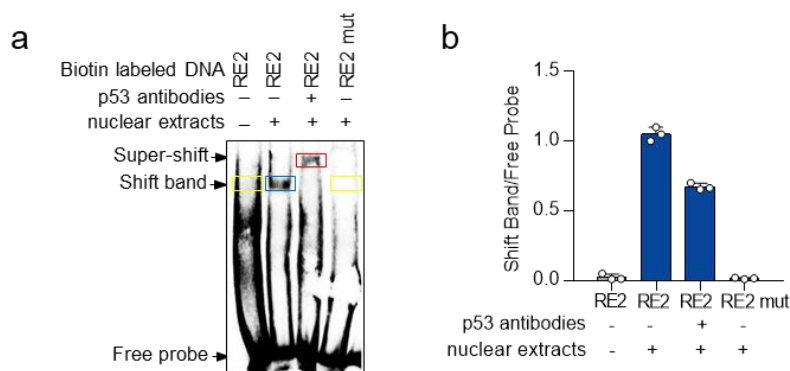 a
Biotin labeled DNA RE2 RE2 RE2 RE2 mut
p53 antibodies – – + –
nuclear extracts – + + +
Super-shift
Shift band
Free probe
b
Shift Band/Free Probe
1.5
1.0
0.5
0.0
RE2 RE2 RE2 RE2 mut
p53 antibodies - - + -
nuclear extracts - + + +